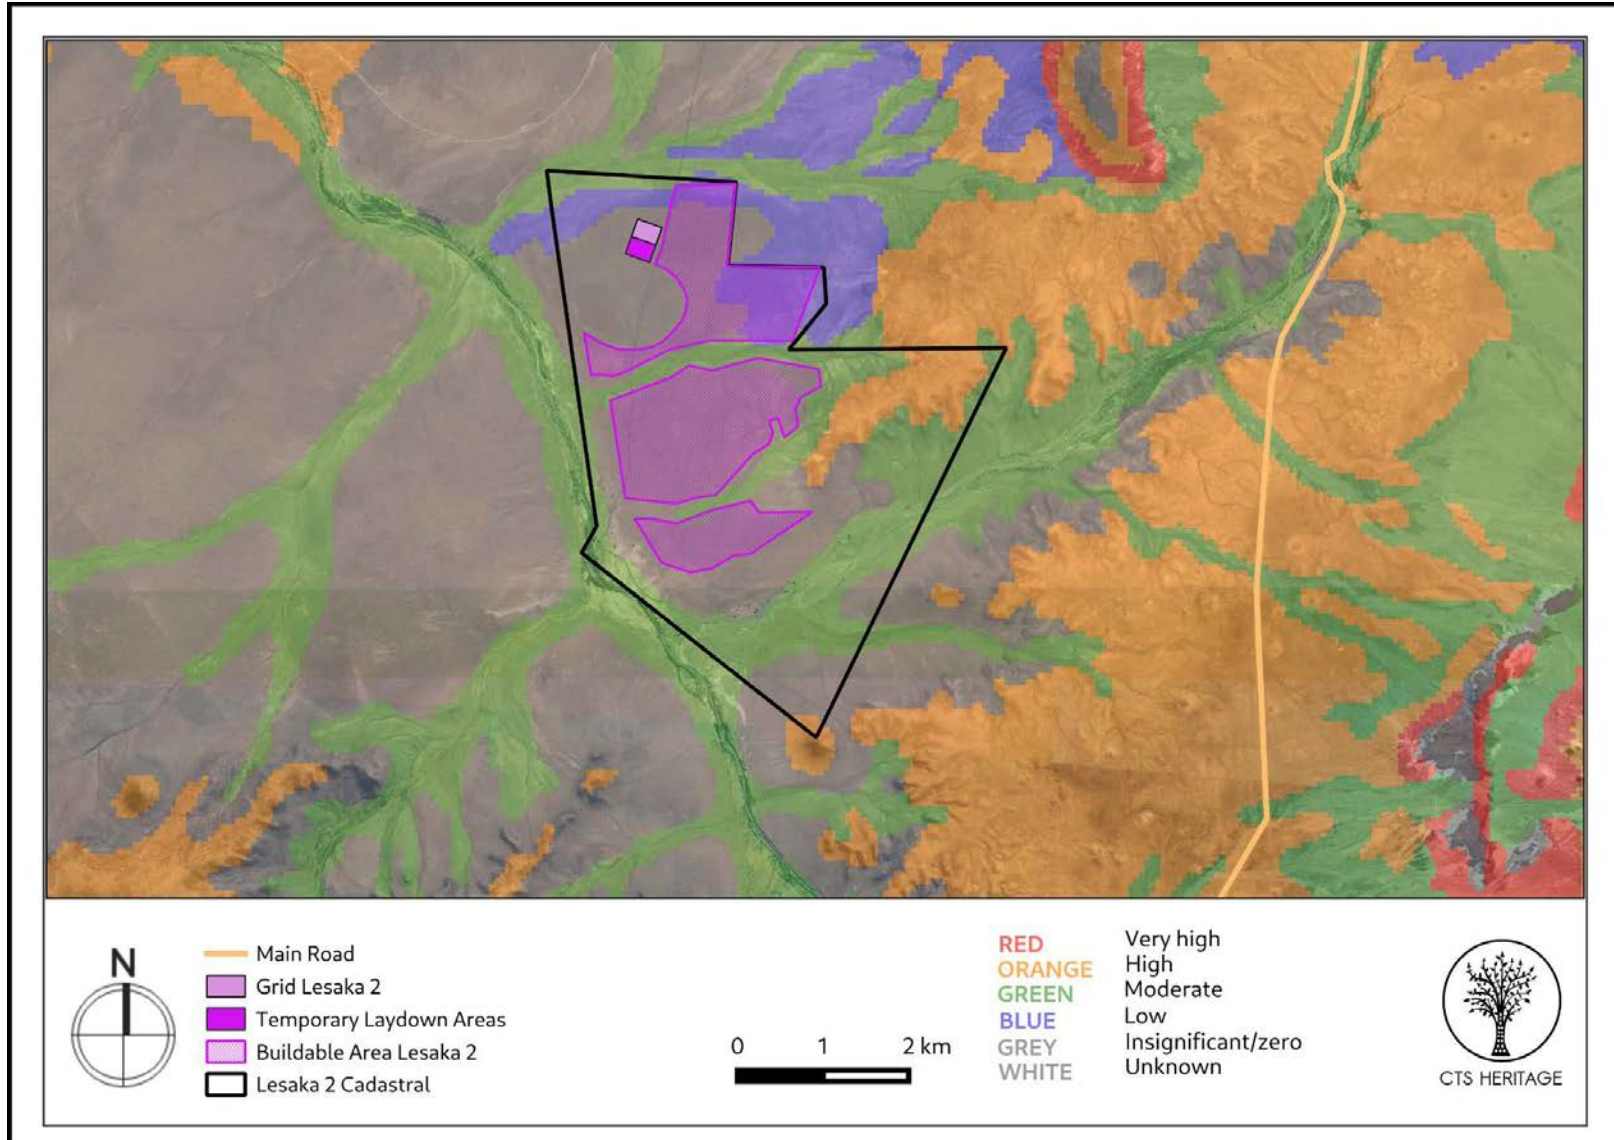 N
Main Road
Grid Lesaka 2
Temporary Laydown Areas
Buildable Area Lesaka 2
Lesaka 2 Cadastral
0 1 2 km
RED Very high
ORANGE High
GREEN Moderate
BLUE Low
GREY Insignificant/zero
WHITE Unknown
CTS HERITAGE